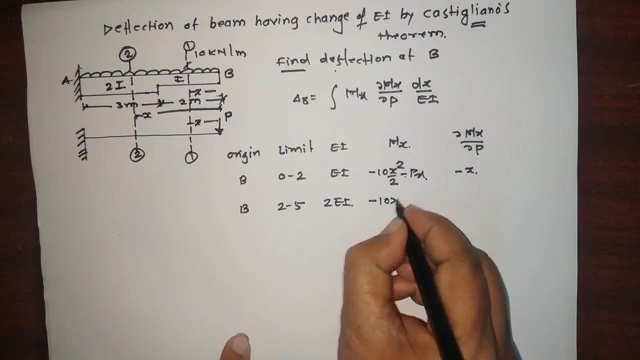 Deflection of beam having change of EI by Castigliano's theorem.
② ① 10KN/m
A B
2I I
3m 2m x
x
x P
② ①
Find deflection at B
ΔB = ∫ Mx ∂Mx/∂P dx/EI
Origin Limit EI Mx. ∂Mx/∂P
B 0-2 EI -10x²/2 - Px. -x.
B 2-5 2EI. -10x